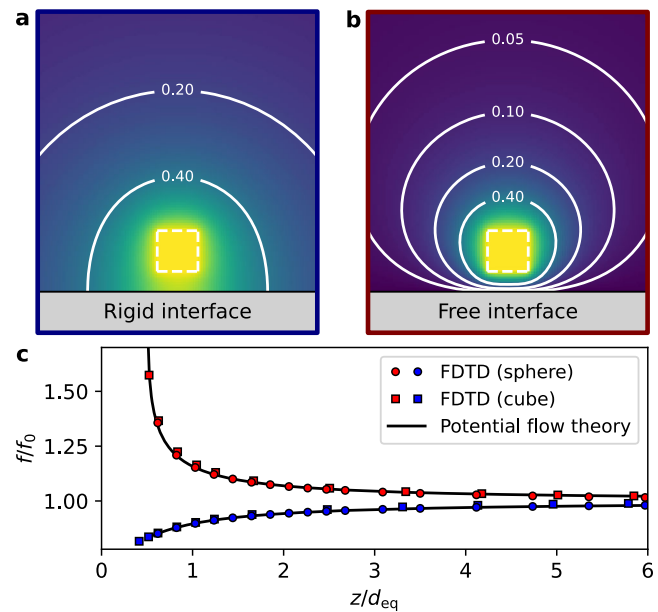 a
0.20
0.40
Rigid interface
b
0.05
0.10
0.20
0.40
Free interface
c
f/f₀
1.50
1.25
1.00
FDTD (sphere)
FDTD (cube)
Potential flow theory
0 1 2 3 4 5 6
z/d_eq